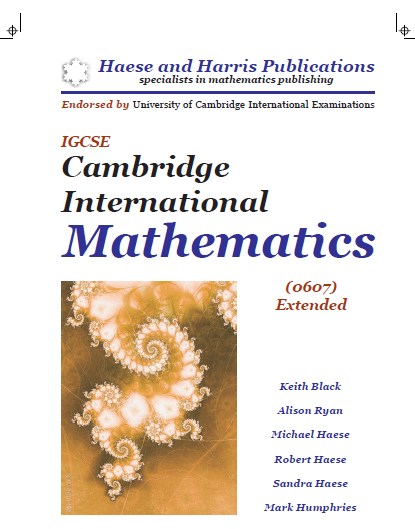 Haese and Harris Publications
specialists in mathematics publishing
Endorsed by University of Cambridge International Examinations
IGCSE
Cambridge
International
Mathematics
(0607)
Extended
Keith Black
Alison Ryan
Michael Haese
Robert Haese
Sandra Haese
Mark Humphries